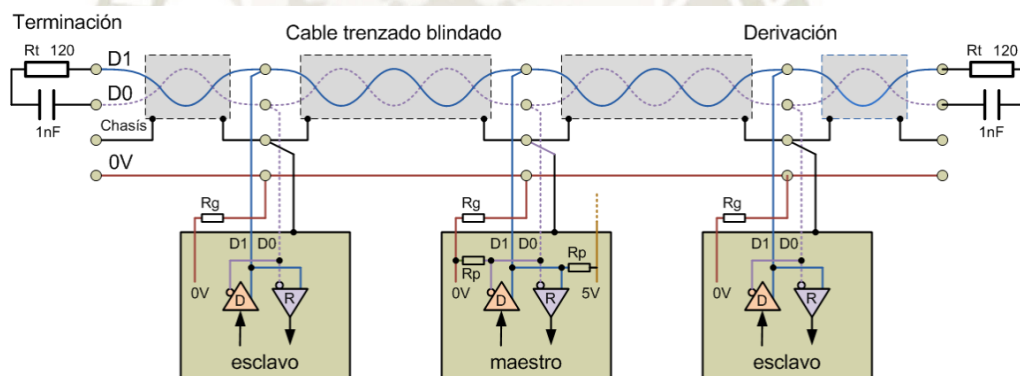 Terminación
Cable trenzado blindado
Derivación
Rt 120
D1
D0
1nF
Chasís
0V
Rt 120
1nF
Rg
D1 D0
0V
D
R
esclavo
Rg
D1 D0
Rp
Rp
0V
5V
D
R
maestro
Rg
D1 D0
0V
D
R
esclavo